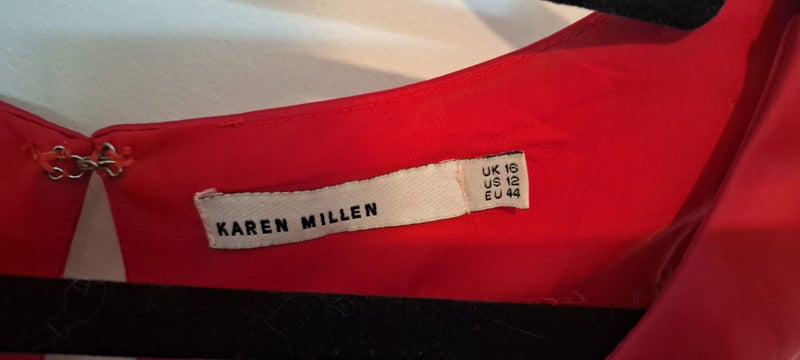 KAREN MILLEN
UK 16
US 12
EU 44